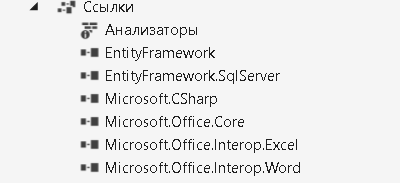 Ссылки
Анализаторы
EntityFramework
EntityFramework.SqlServer
Microsoft.CSharp
Microsoft.Office.Core
Microsoft.Office.Interop.Excel
Microsoft.Office.Interop.Word